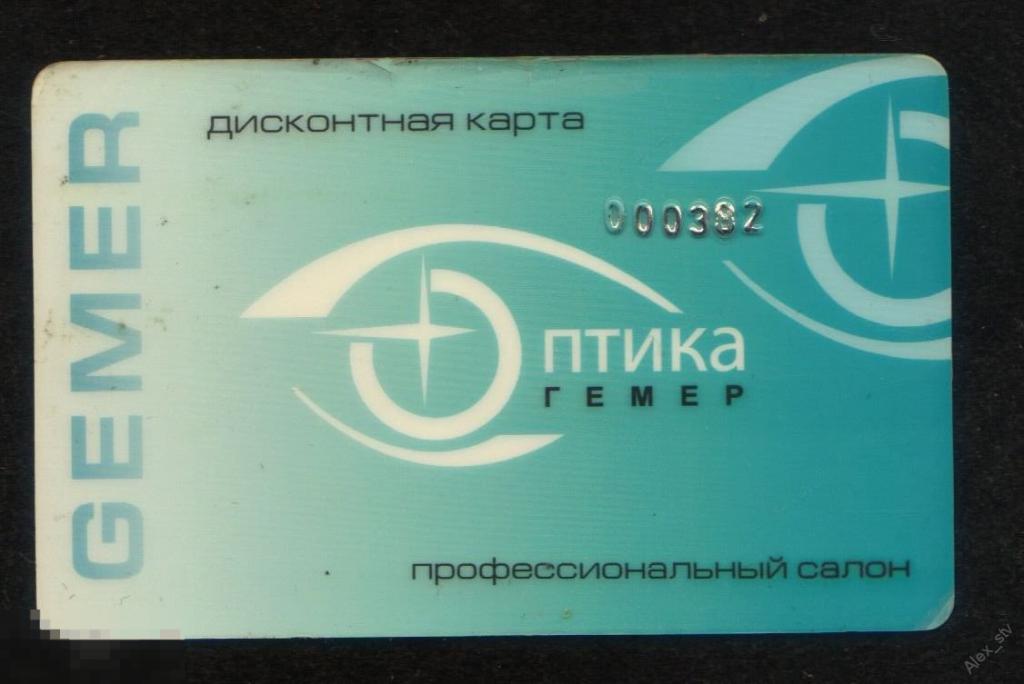 GEMER
дисконтная карта
000382
Оптика
ГЕМЕР
профессиональный салон
Alex_stv